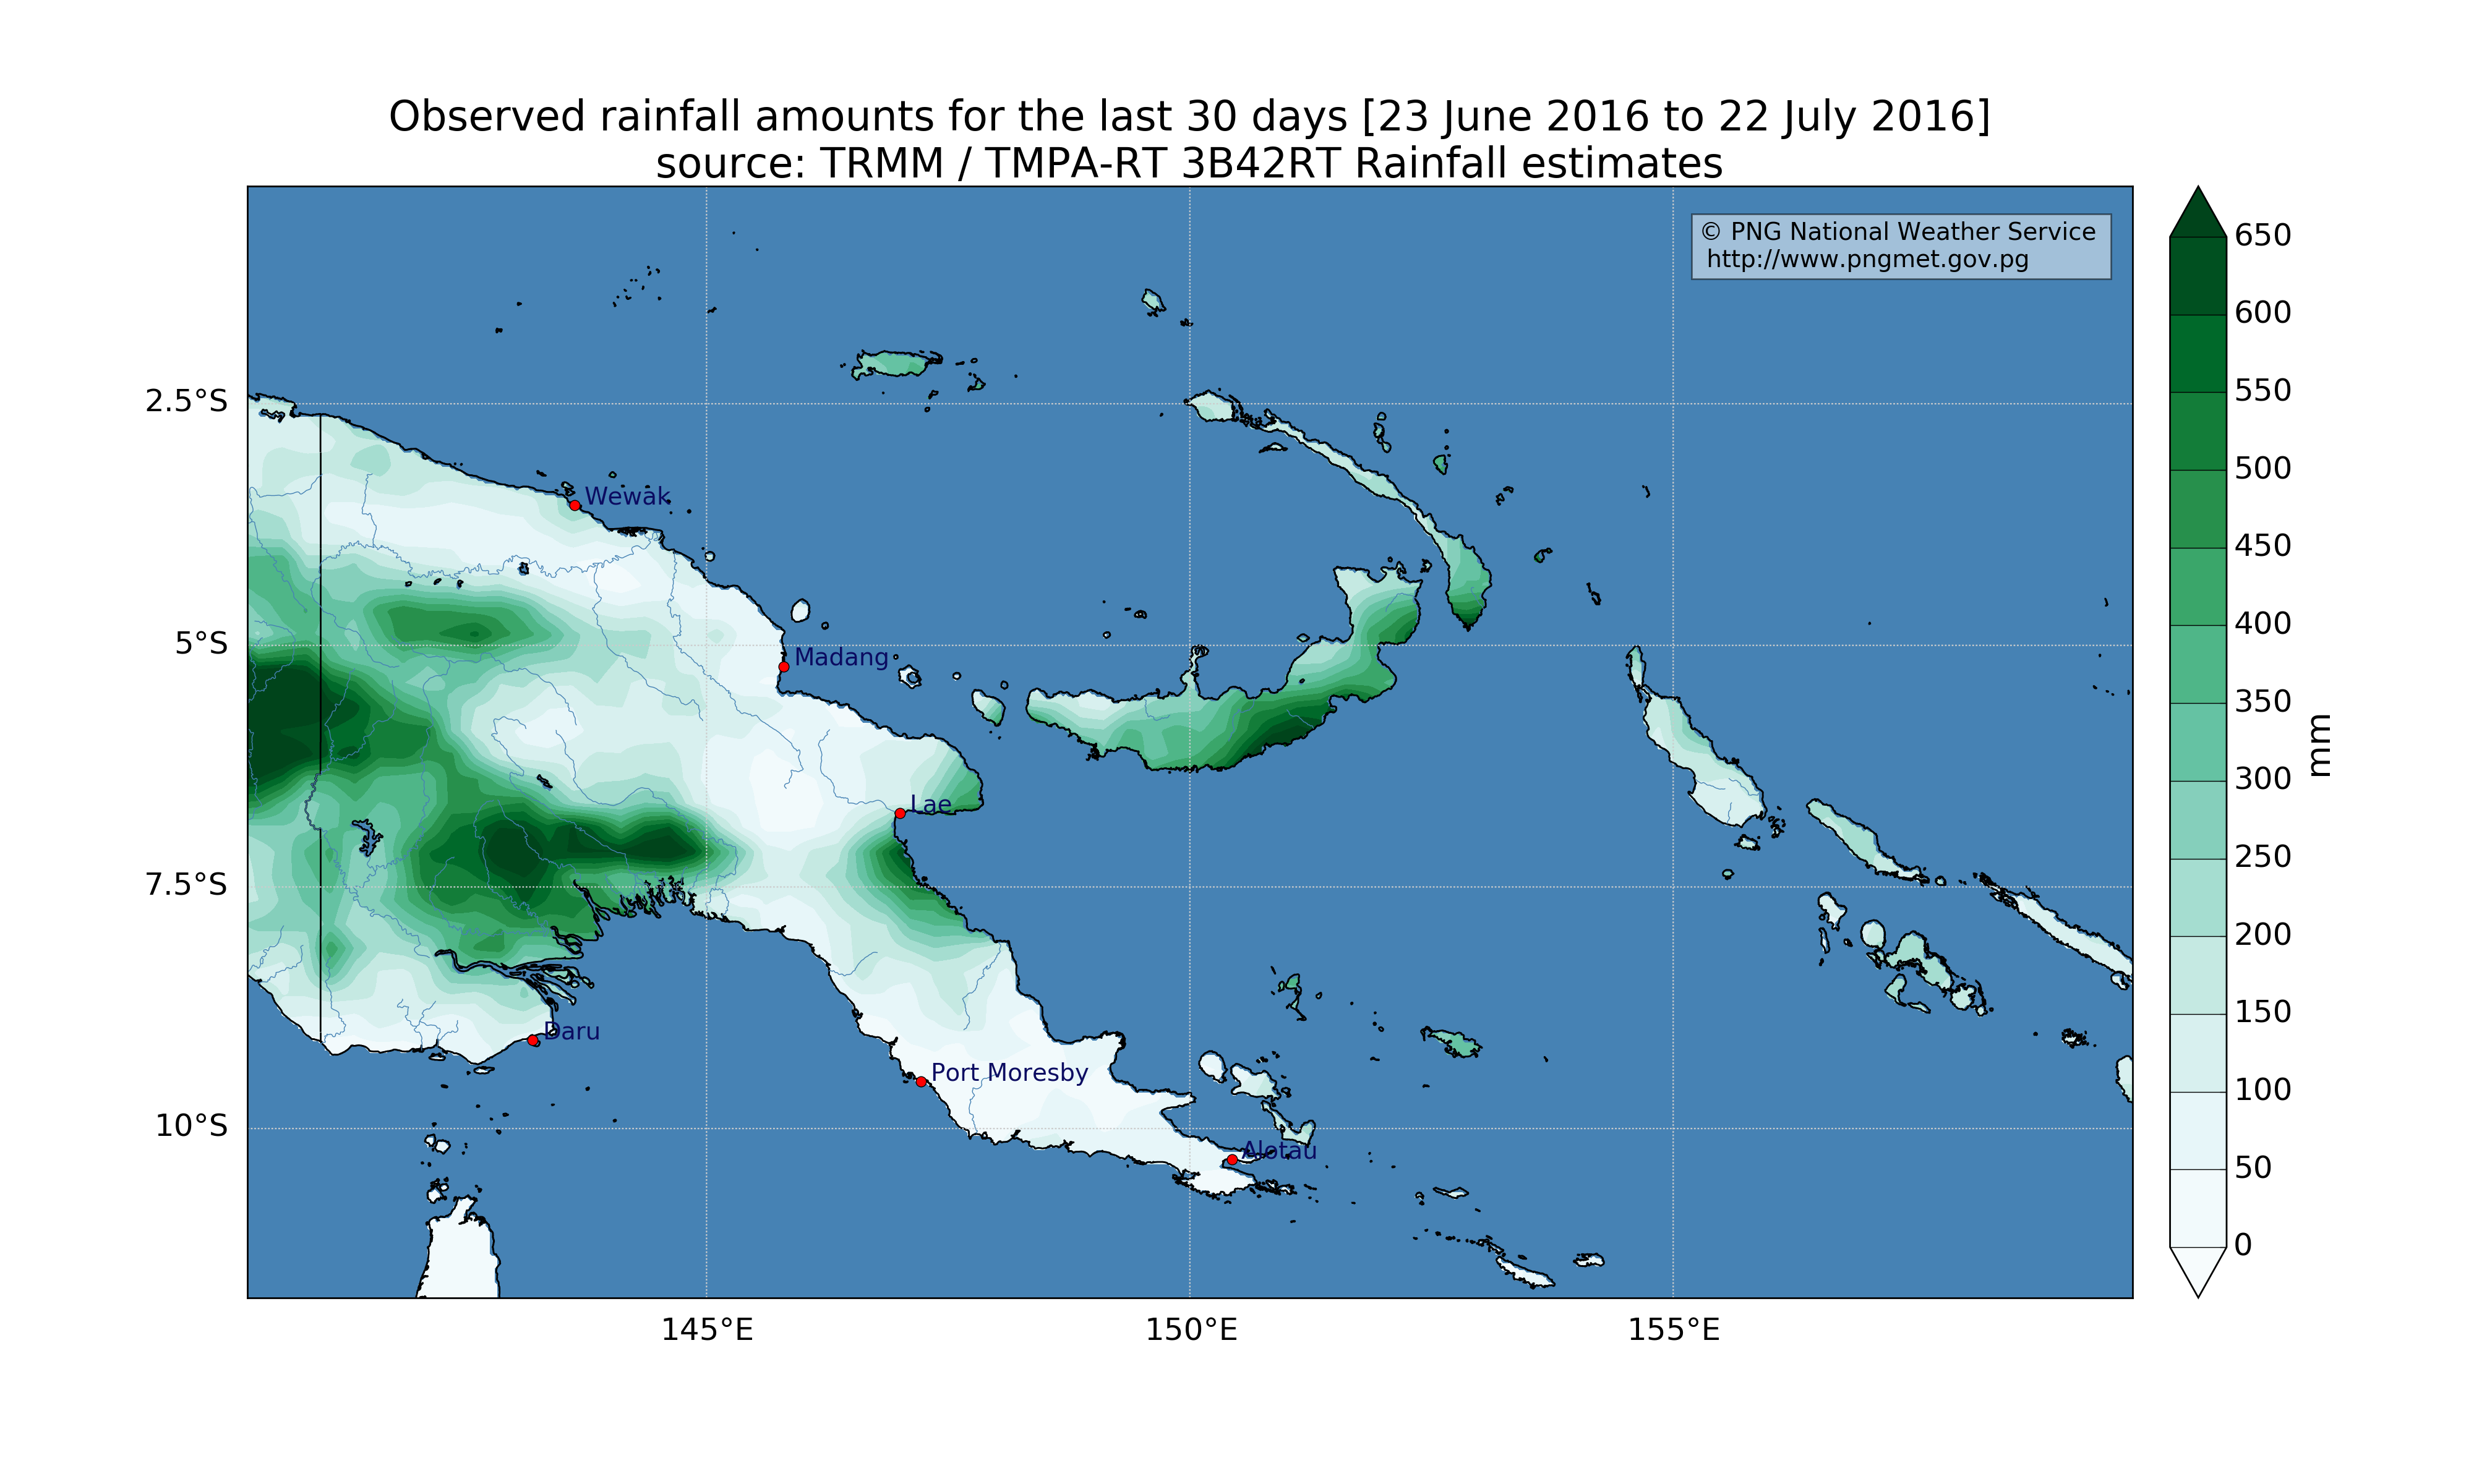 Observed rainfall amounts for the last 30 days [23 June 2016 to 22 July 2016]
source: TRMM / TMPA-RT 3B42RT Rainfall estimates
© PNG National Weather Service
http://www.pngmet.gov.pg
2.5°S
5°S
7.5°S
10°S
Wewak
Madang
Lae
Daru
Port Moresby
Alotau
145°E
150°E
155°E
650
600
550
500
450
400
350
300
250
200
150
100
50
0
mm